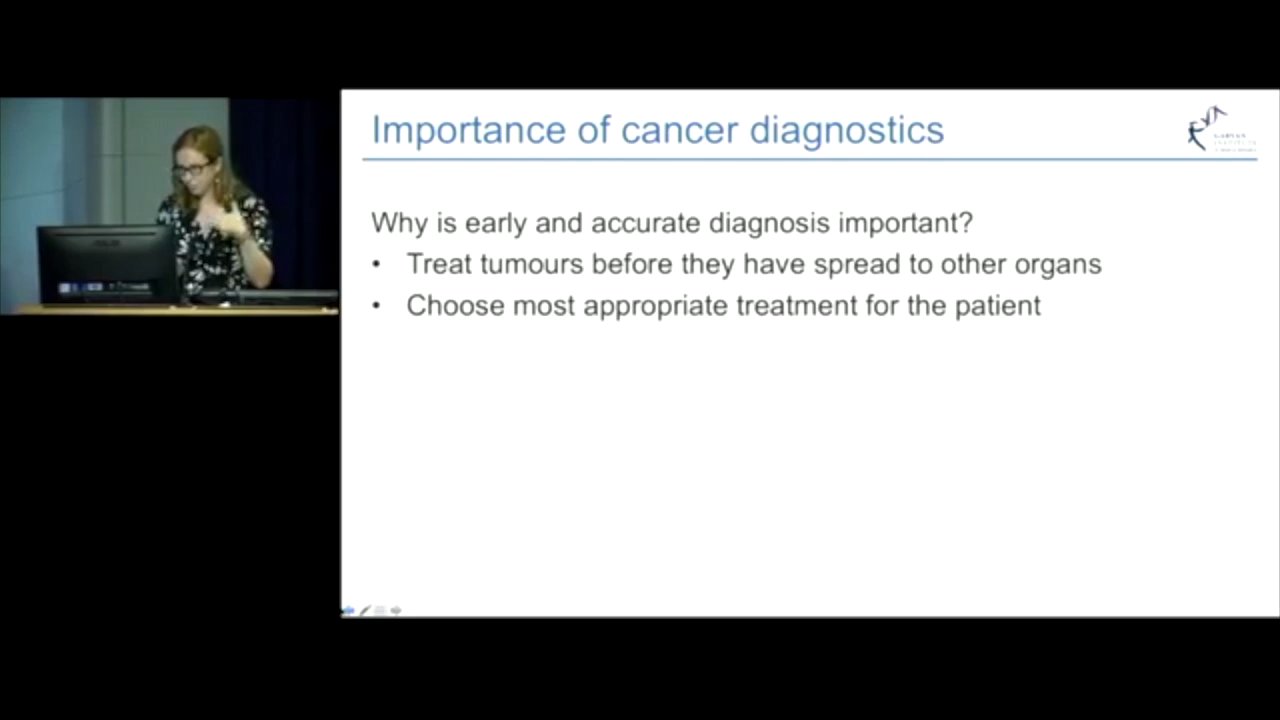 Importance of cancer diagnostics
Why is early and accurate diagnosis important?
• Treat tumours before they have spread to other organs
• Choose most appropriate treatment for the patient